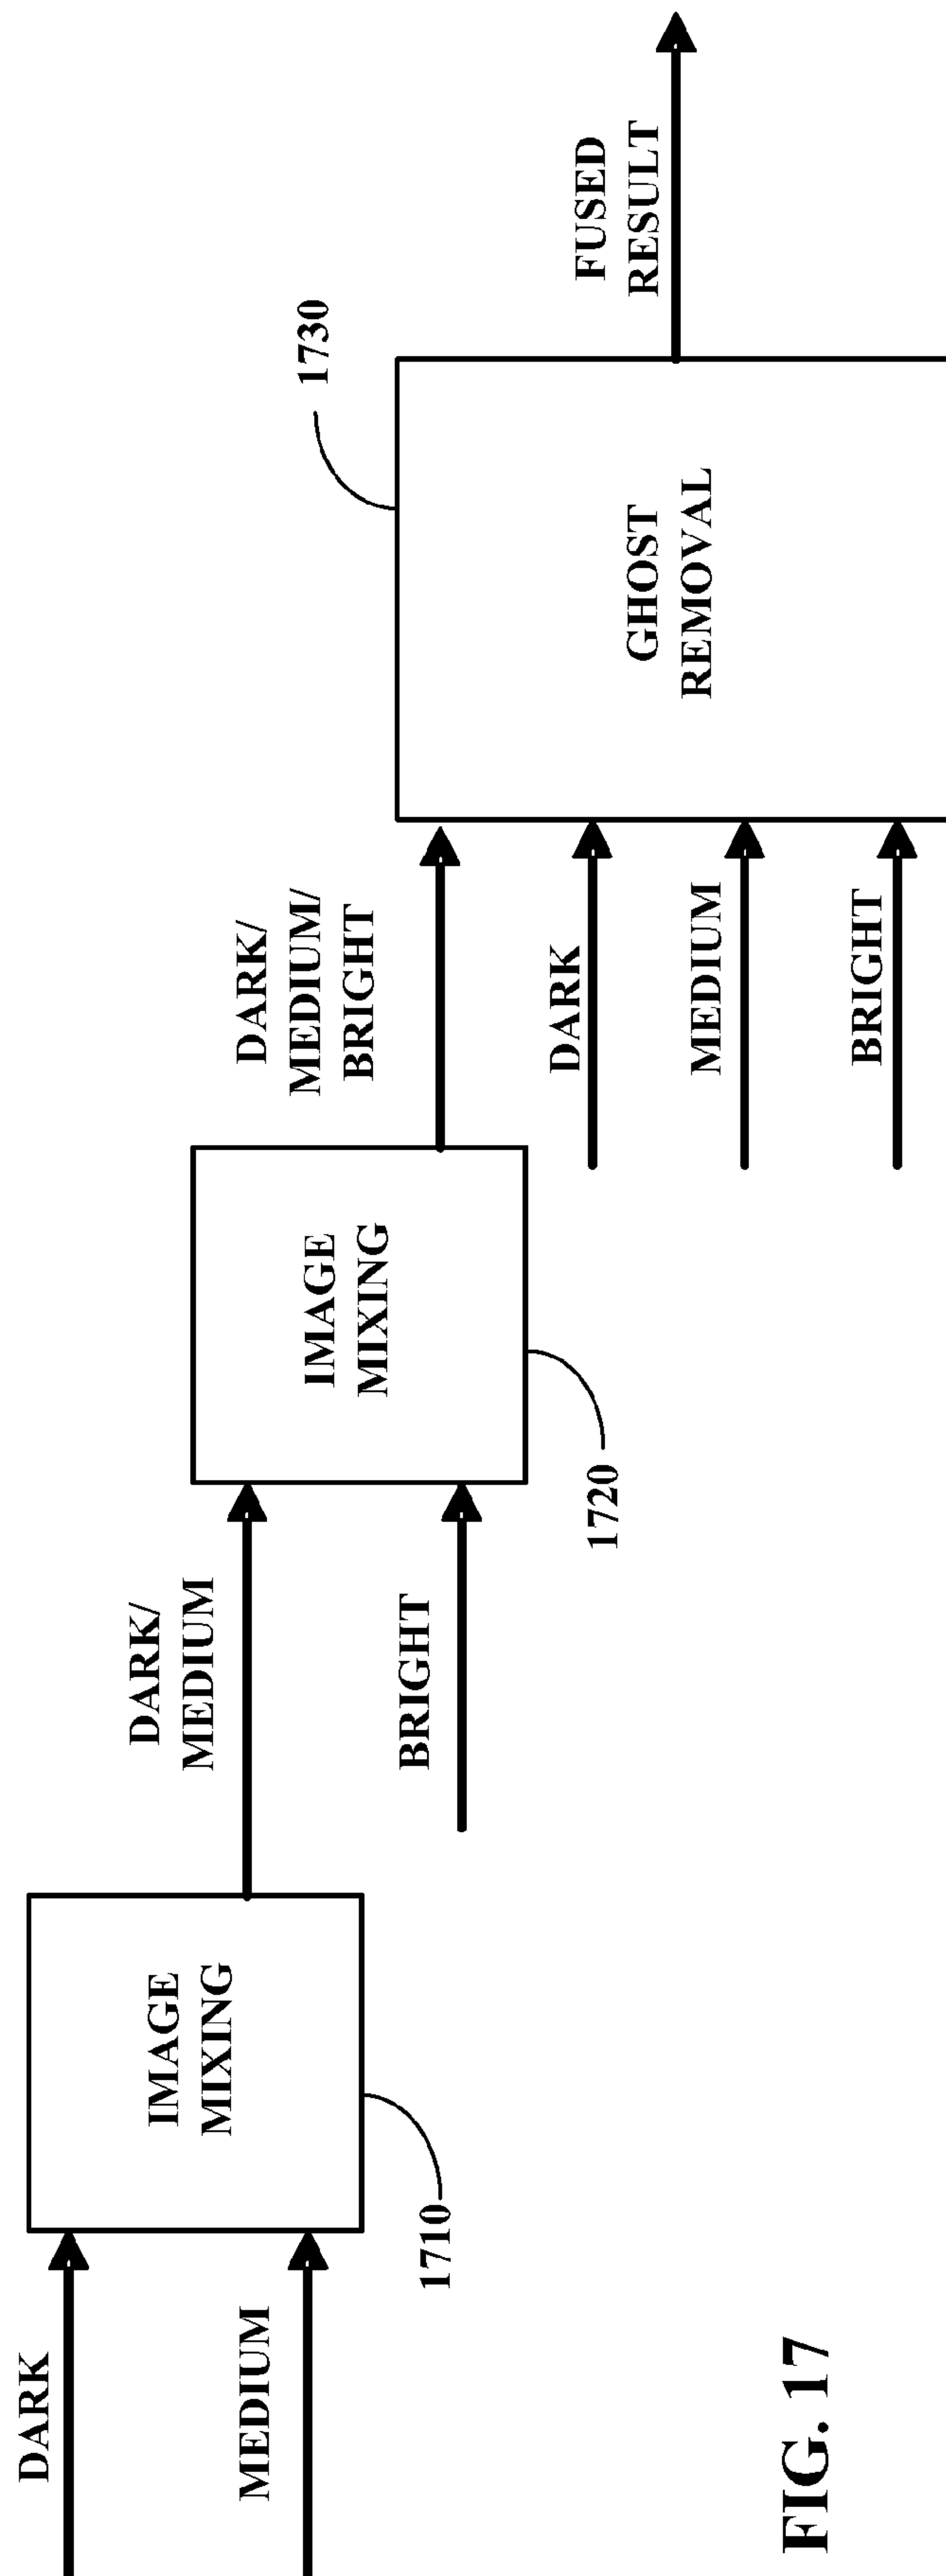 DARK
MEDIUM
IMAGE
MIXING
1710
DARK/
MEDIUM
BRIGHT
IMAGE
MIXING
1720
DARK/
MEDIUM/
BRIGHT
DARK
MEDIUM
BRIGHT
GHOST
REMOVAL
1730
FUSED
RESULT
FIG. 17